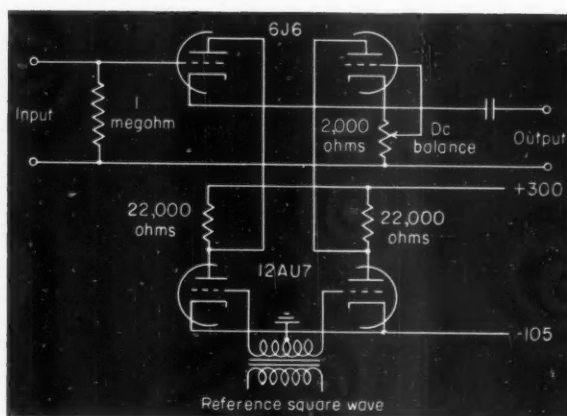 6J6
Input
1
megohm
2,000
ohms
Dc
balance
Output
+300
22,000
ohms
22,000
ohms
12AU7
-105
Reference square wave